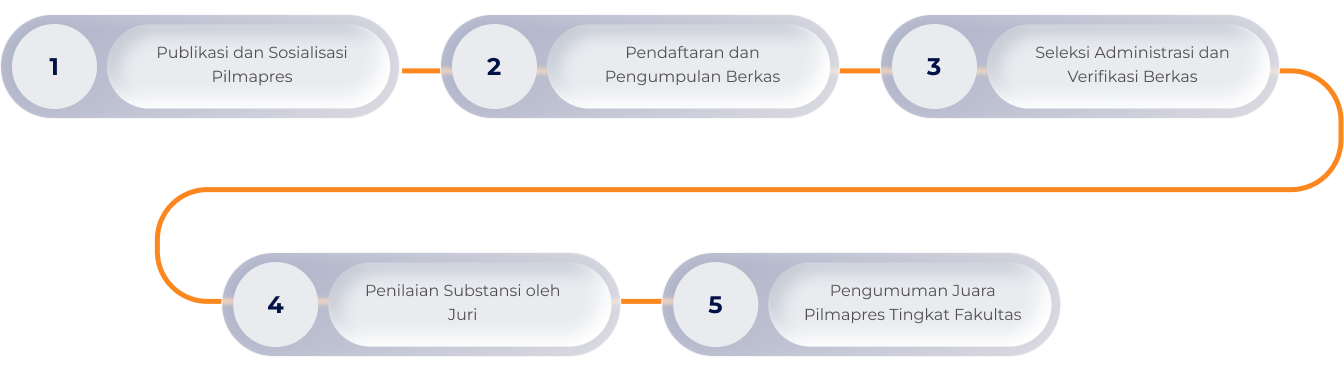 1
Publikasi dan Sosialisasi
Pilmapres
2
Pendaftaran dan
Pengumpulan Berkas
3
Seleksi Administrasi dan
Verifikasi Berkas
4
Penilaian Substansi oleh
Juri
5
Pengumuman Juara
Pilmapres Tingkat Fakultas